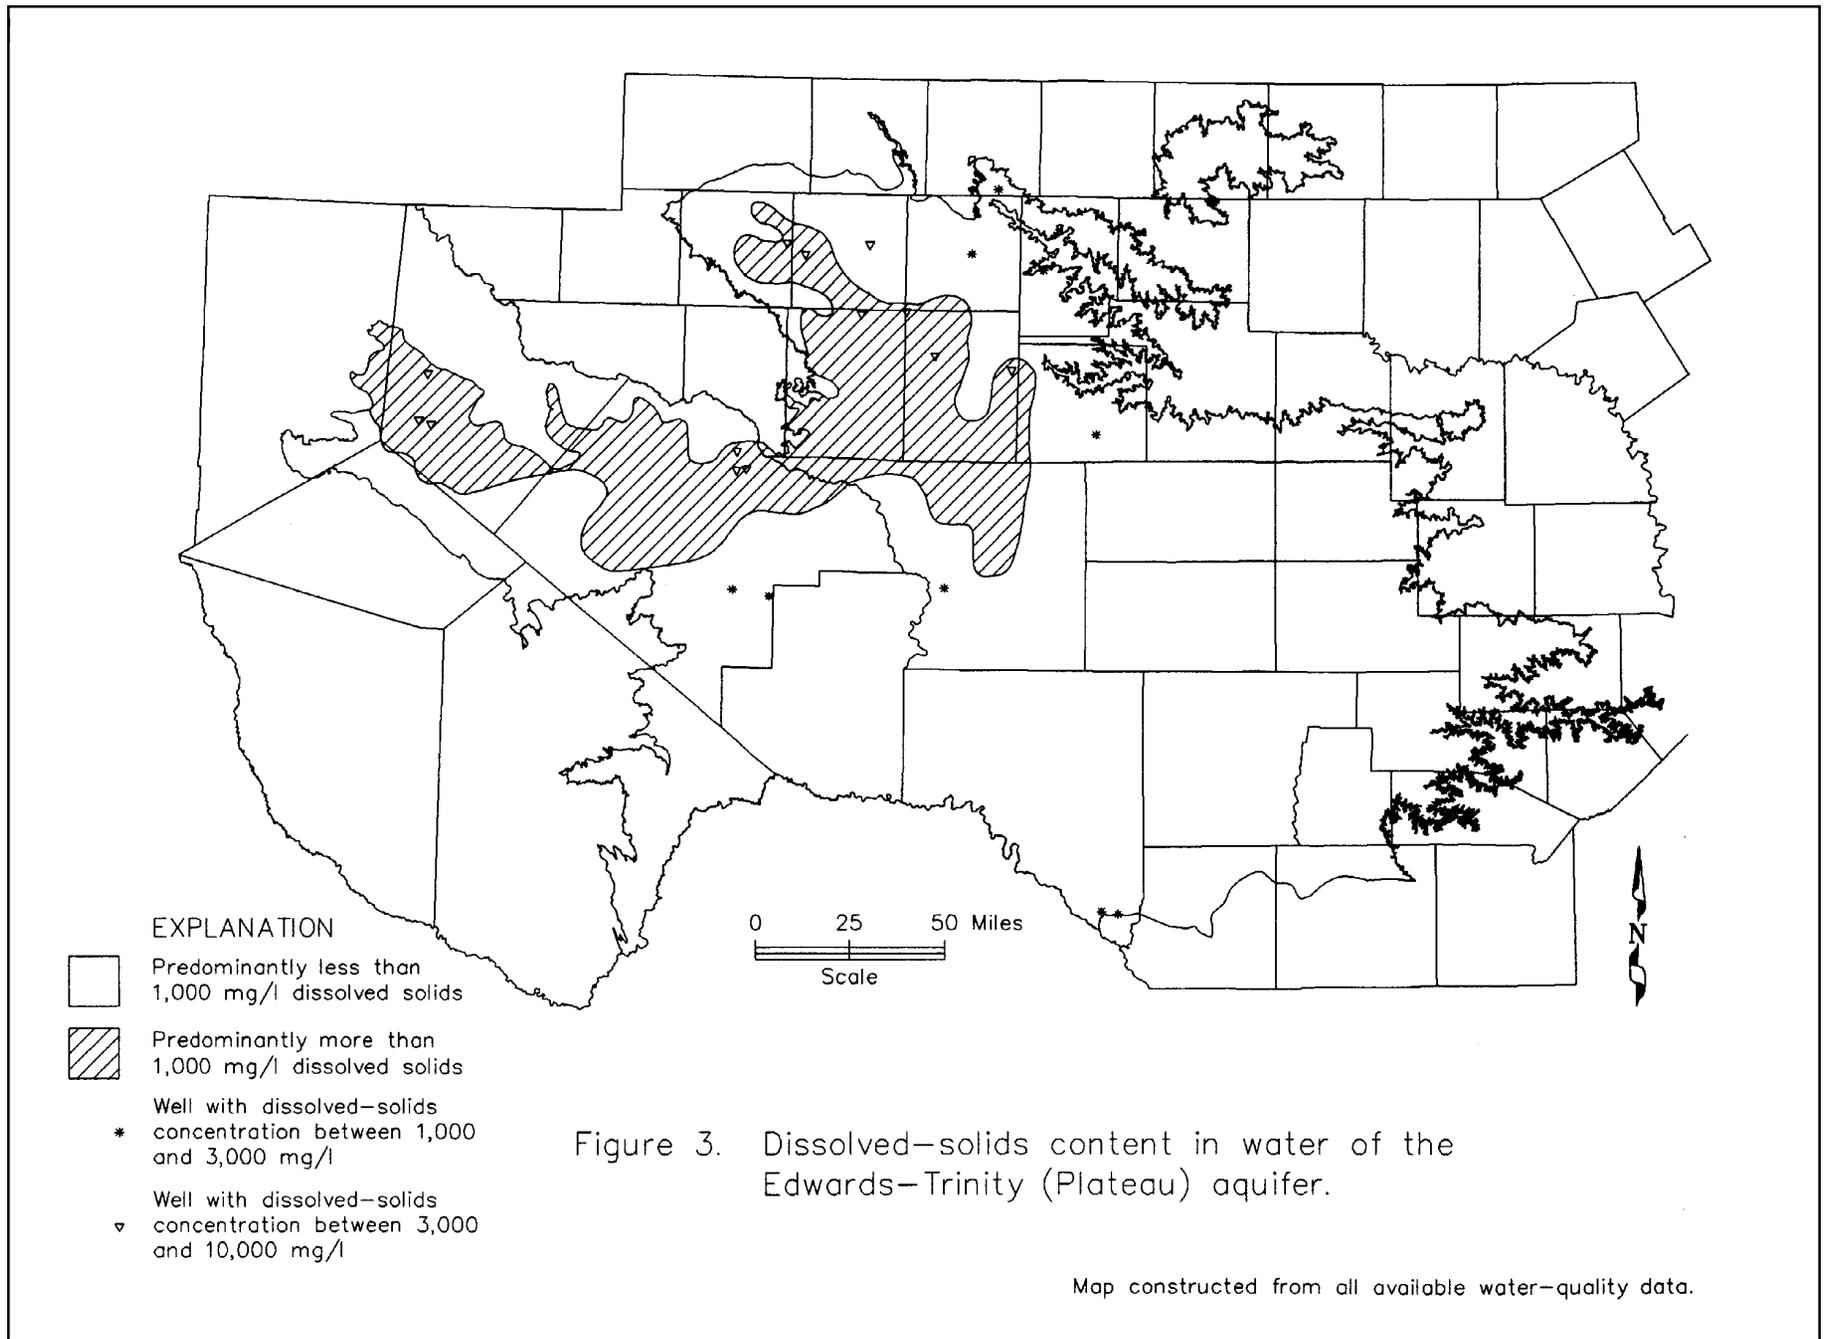 EXPLANATION
Predominantly less than
1,000 mg/l dissolved solids
Predominantly more than
1,000 mg/l dissolved solids
Well with dissolved-solids
* concentration between 1,000
and 3,000 mg/l
Well with dissolved-solids
▿ concentration between 3,000
and 10,000 mg/l
0 25 50 Miles
Scale
N
Figure 3. Dissolved-solids content in water of the
Edwards-Trinity (Plateau) aquifer.
Map constructed from all available water-quality data.